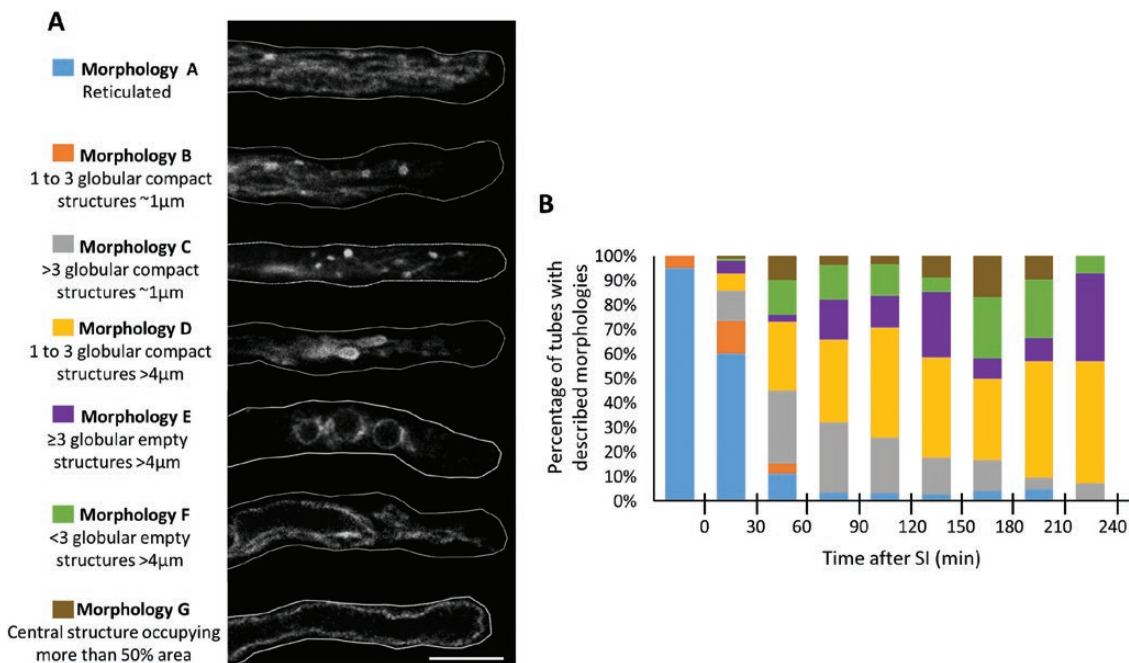 A
Morphology A
Reticulated
Morphology B
1 to 3 globular compact
structures ~1μm
Morphology C
>3 globular compact
structures ~1μm
Morphology D
1 to 3 globular compact
structures >4μm
Morphology E
≥3 globular empty
structures >4μm
Morphology F
<3 globular empty
structures >4μm
Morphology G
Central structure occupying
more than 50% area
B
Percentage of tubes with
described morphologies
100%
90%
80%
70%
60%
50%
40%
30%
20%
10%
0%
0 30 60 90 120 150 180 210 240
Time after SI (min)